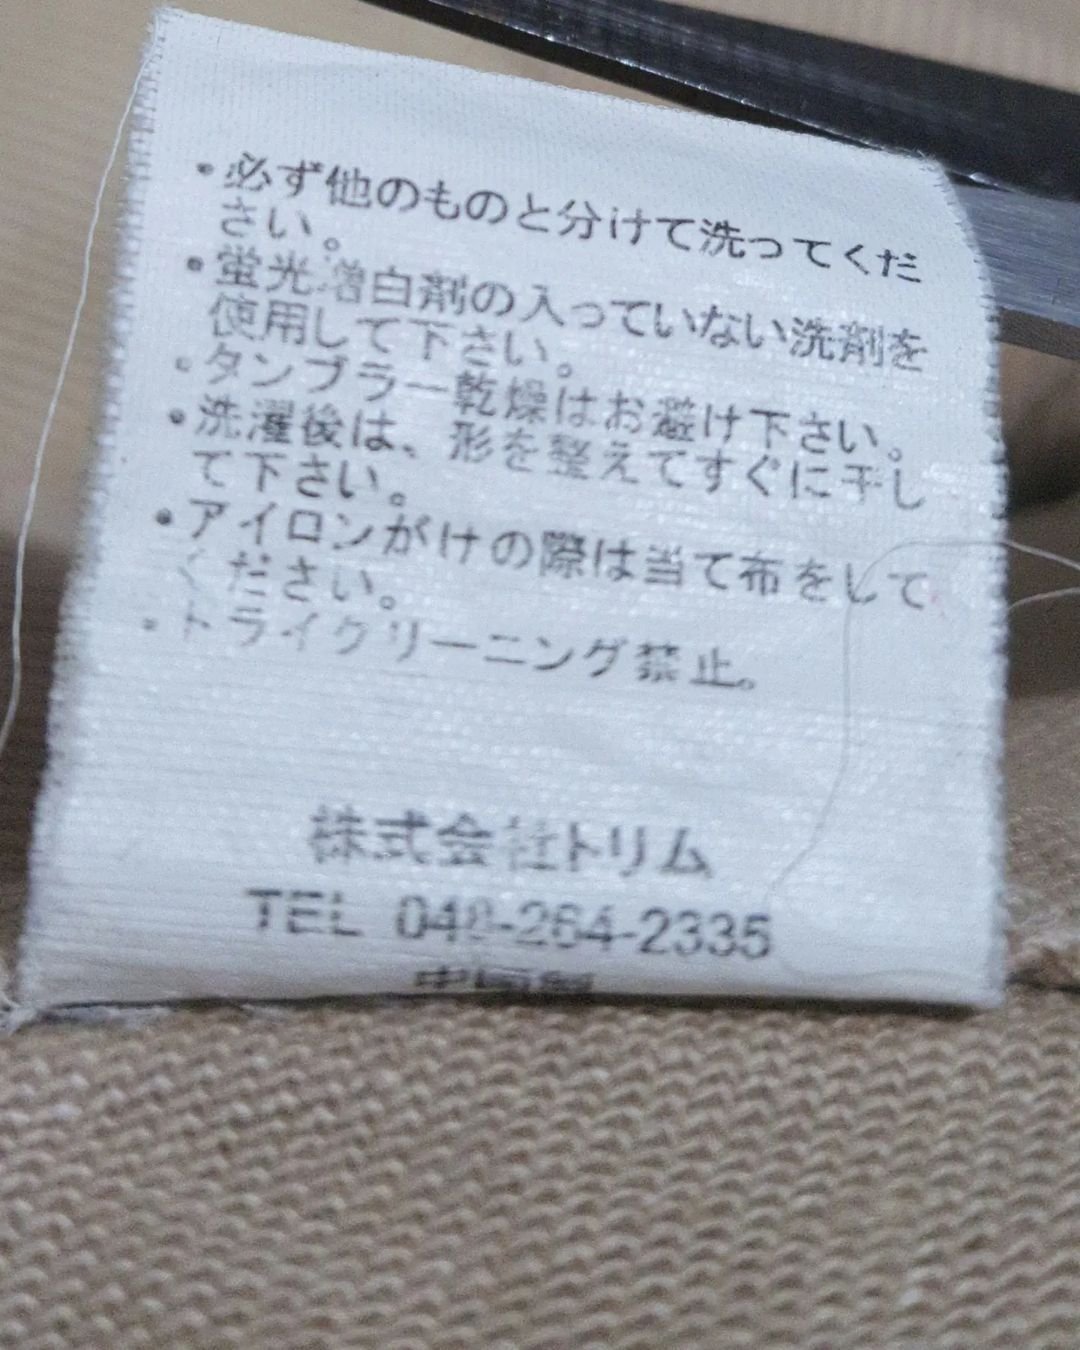 ・必ず他のものと分けて洗ってくだ
さい。
・蛍光増白剤の入っていない洗剤を
使用して下さい。
・タンブラー乾燥はお避け下さい。
・洗濯後は、形を整えてすぐに干し
て下さい。
・アイロンがけの際は当て布をして
ください。
・ドライクリーニング禁止。
株式会社トリム
TEL 048-264-2335
中国製